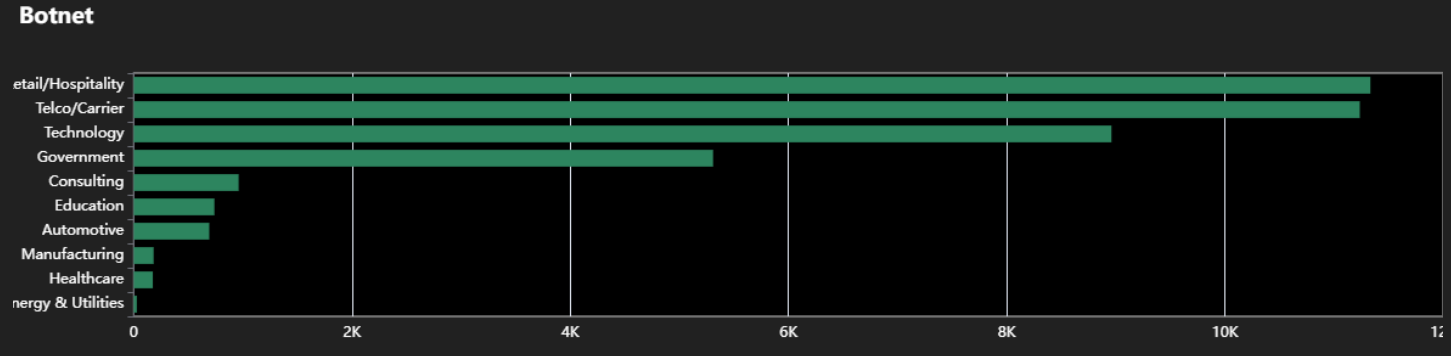 Botnet
etail/Hospitality
Telco/Carrier
Technology
Government
Consulting
Education
Automotive
Manufacturing
Healthcare
nergy & Utilities
0 2K 4K 6K 8K 10K 12